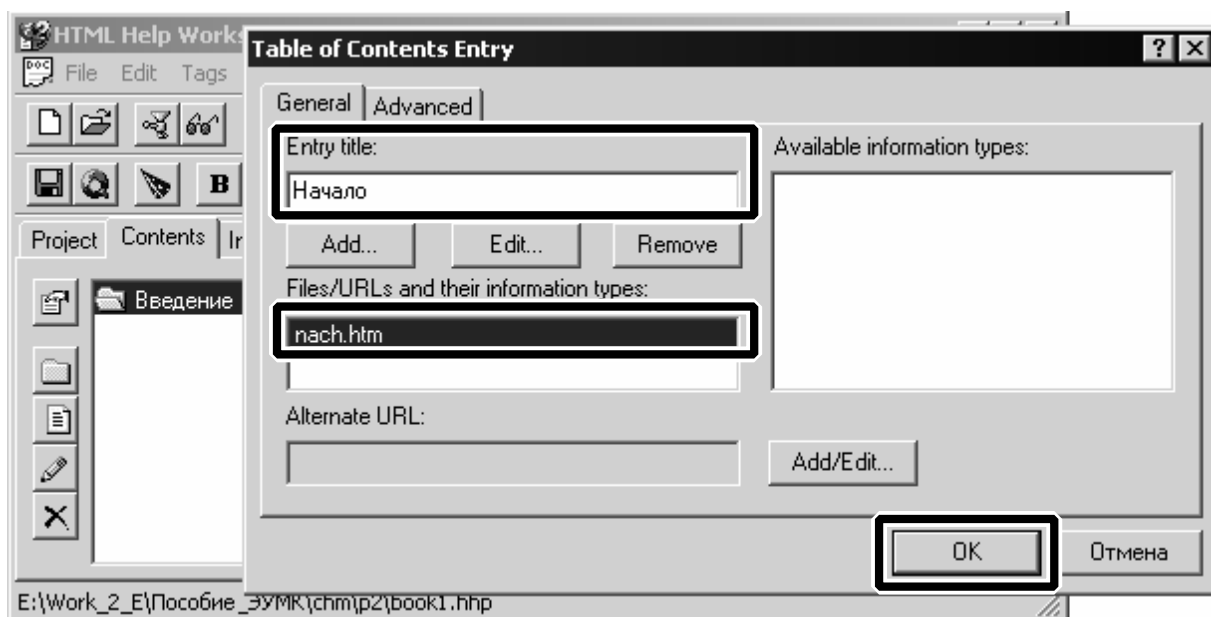 HTML Help Works
Table of Contents Entry
File Edit Tags
General Advanced
Entry title:
Available information types:
Начало
B
Add... Edit... Remove
Project Contents
Files/URLs and their information types:
Введение
nach.htm
Alternate URL:
Add/Edit...
OK Отмена
E:\Work_2_E\Пособие_ЭУМК\chm\p2\book1.hhp